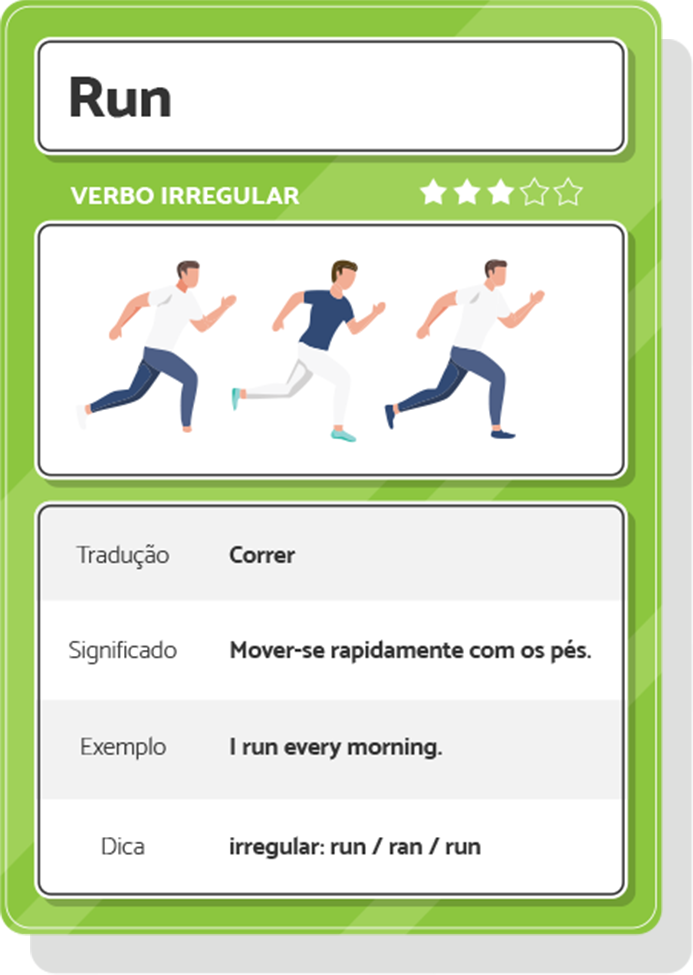 Run
VERBO IRREGULAR
Tradução Correr
Significado Mover-se rapidamente com os pés.
Exemplo I run every morning.
Dica irregular: run / ran / run